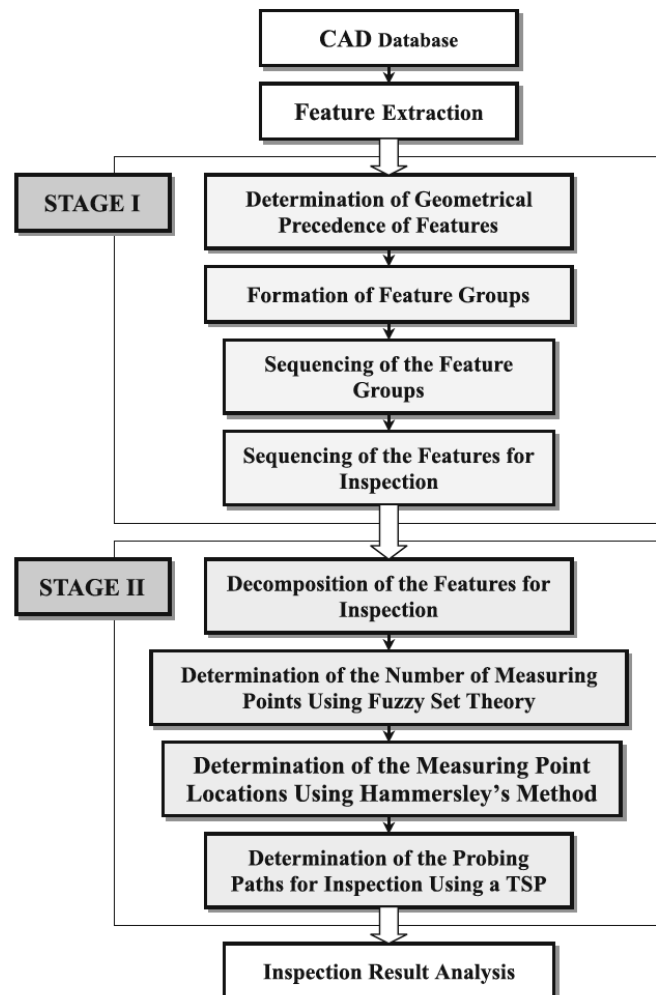 CAD Database
Feature Extraction
STAGE I
Determination of Geometrical
Precedence of Features
Formation of Feature Groups
Sequencing of the Feature
Groups
Sequencing of the Features for
Inspection
STAGE II
Decomposition of the Features for
Inspection
Determination of the Number of Measuring
Points Using Fuzzy Set Theory
Determination of the Measuring Point
Locations Using Hammersley's Method
Determination of the Probing
Paths for Inspection Using a TSP
Inspection Result Analysis